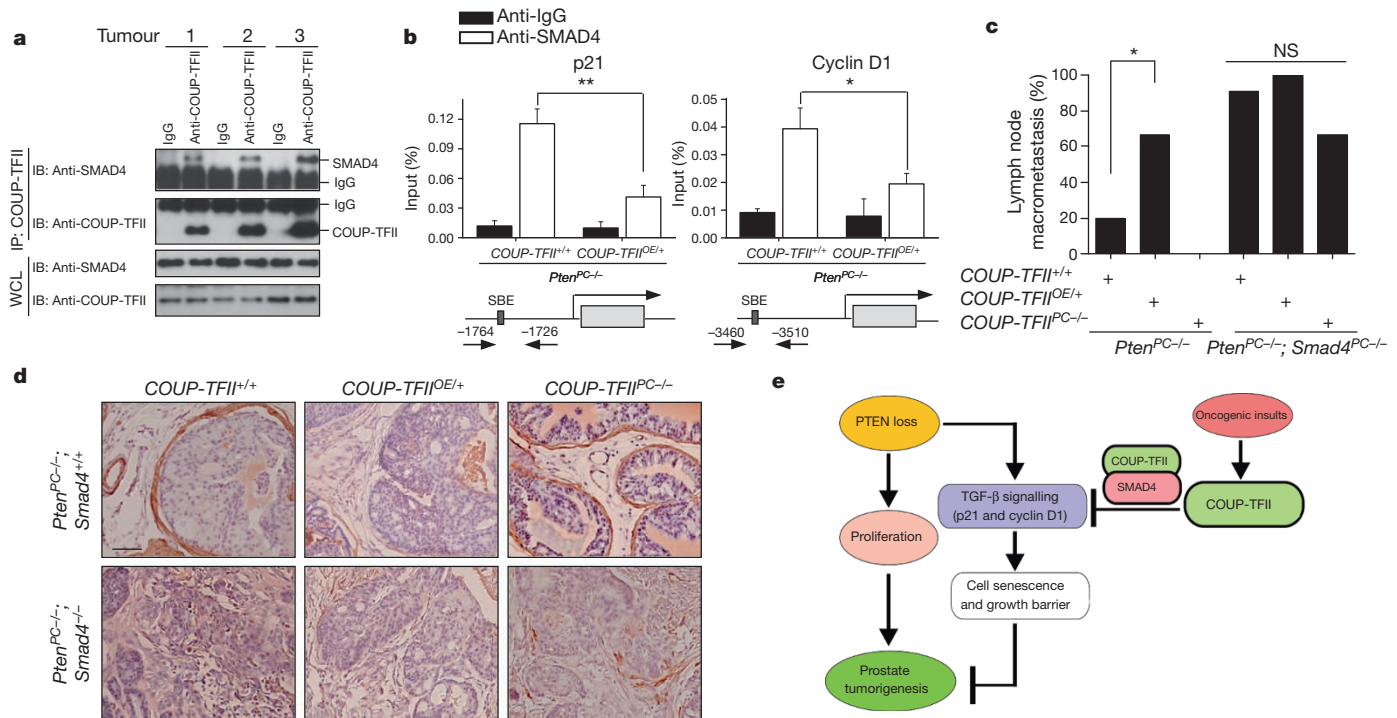 a
Tumour 1 2 3
IgG
Anti-COUP-TFII
IgG
Anti-COUP-TFII
IgG
Anti-COUP-TFII
IP: COUP-TFII
IB: Anti-SMAD4
SMAD4
IgG
IB: Anti-COUP-TFII
IgG
COUP-TFII
WCL
IB: Anti-SMAD4
IB: Anti-COUP-TFII
b
Anti-IgG
Anti-SMAD4
p21
**
Input (%)
0.12
0.09
0.06
0.03
0.00
COUP-TFII+/+ COUP-TFIIOE/+
PtenPC–/–
SBE
–1764 –1726
Cyclin D1
*
Input (%)
0.05
0.04
0.03
0.02
0.01
0.00
COUP-TFII+/+ COUP-TFIIOE/+
PtenPC–/–
SBE
–3460 –3510
c
Lymph node
macrometastasis (%)
100
80
60
40
20
0
*
NS
COUP-TFII+/+ + +
COUP-TFIIOE/+ + +
COUP-TFIIPC–/– + +
PtenPC–/– PtenPC–/–; Smad4PC–/–
d
COUP-TFII+/+ COUP-TFIIOE/+ COUP-TFIIPC–/–
PtenPC–/–;
Smad4+/+
PtenPC–/–;
Smad4–/–
e
PTEN loss
Oncogenic insults
COUP-TFII
SMAD4
TGF-β signalling
(p21 and cyclin D1)
COUP-TFII
Proliferation
Cell senescence
and growth barrier
Prostate
tumorigenesis